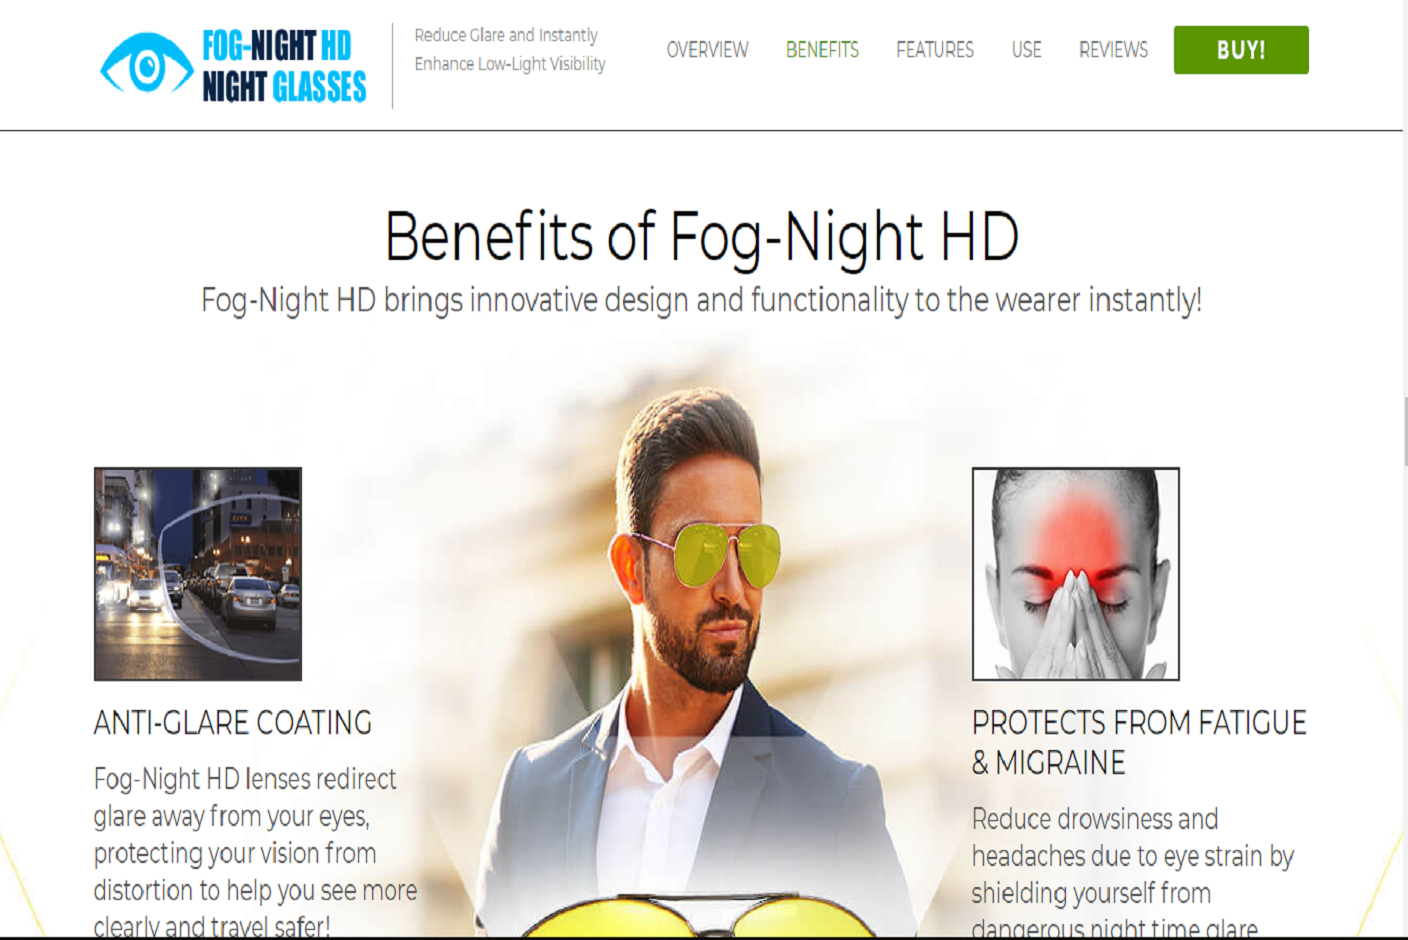 FOG-NIGHT HD
NIGHT GLASSES
Reduce Glare and Instantly
Enhance Low-Light Visibility
OVERVIEW
BENEFITS
FEATURES
USE
REVIEWS
BUY!
Benefits of Fog-Night HD
Fog-Night HD brings innovative design and functionality to the wearer instantly!
CITY
ANTI-GLARE COATING
Fog-Night HD lenses redirect
glare away from your eyes,
protecting your vision from
distortion to help you see more
clearly and travel safer!
PROTECTS FROM FATIGUE
& MIGRAINE
Reduce drowsiness and
headaches due to eye strain by
shielding yourself from
dangerous night time glare